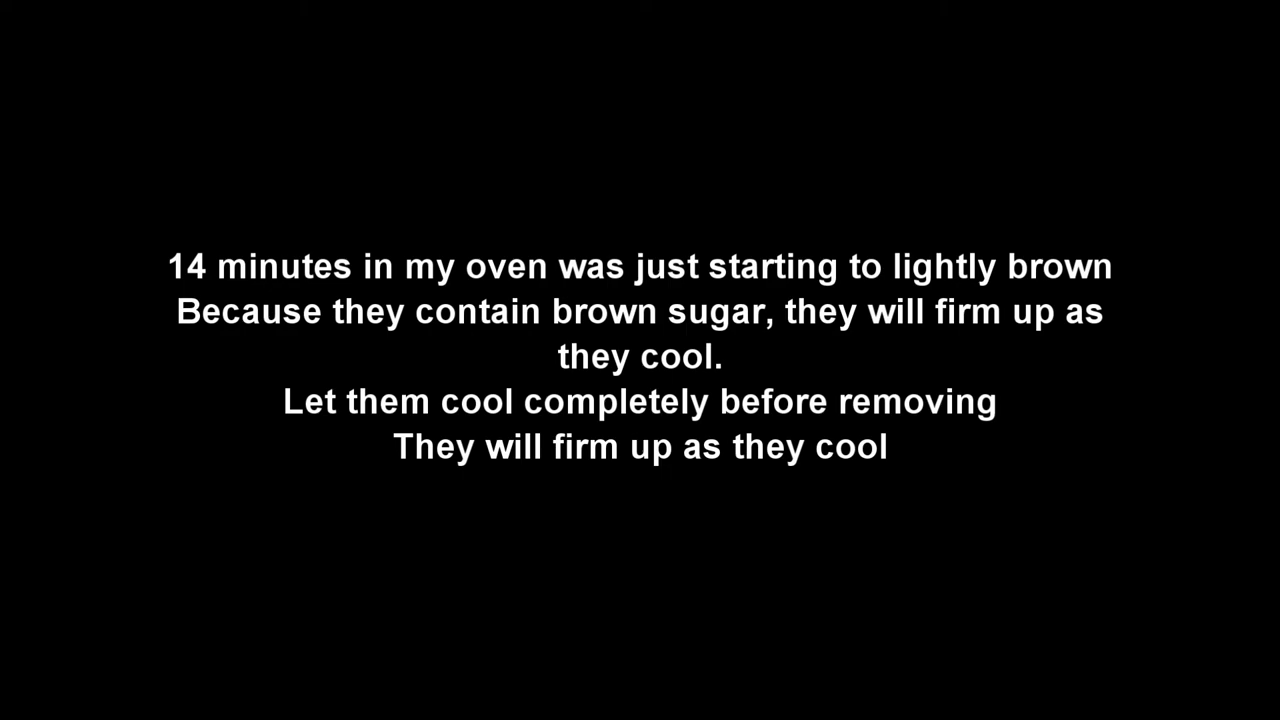 14 minutes in my oven was just starting to lightly brown
Because they contain brown sugar, they will firm up as
they cool.
Let them cool completely before removing
They will firm up as they cool